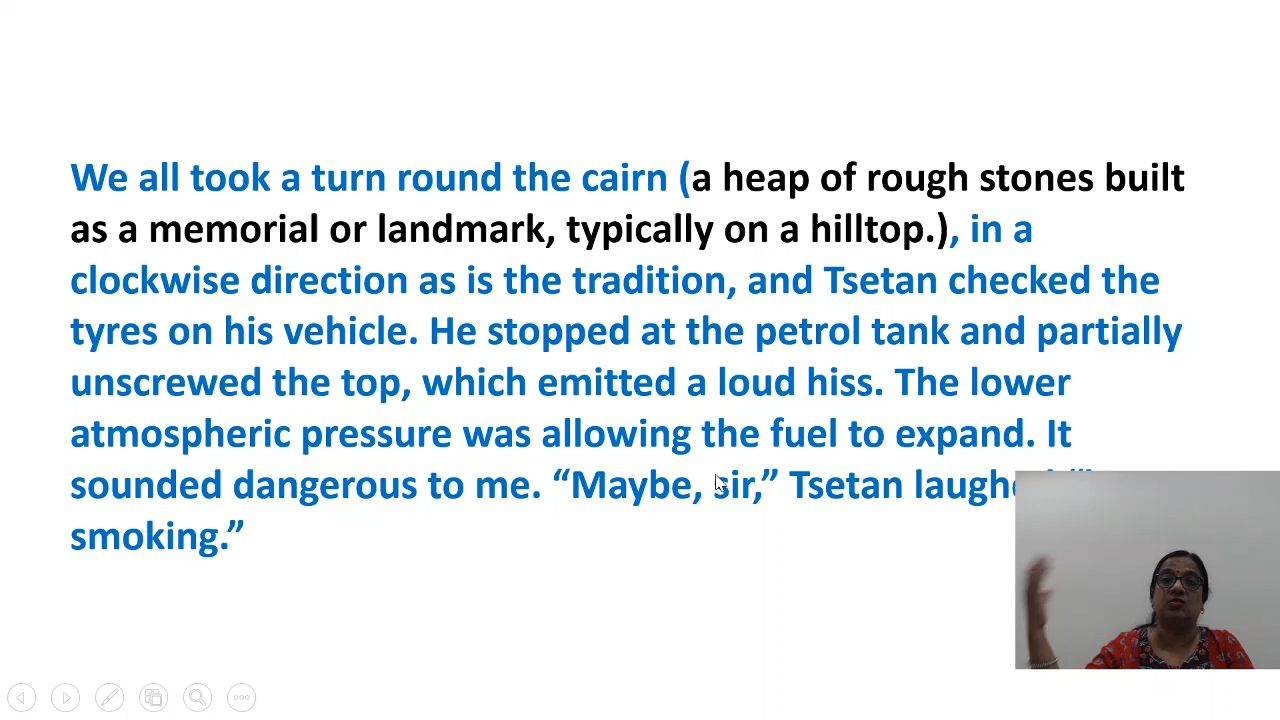 We all took a turn round the cairn (a heap of rough stones built
as a memorial or landmark, typically on a hilltop.), in a
clockwise direction as is the tradition, and Tsetan checked the
tyres on his vehicle. He stopped at the petrol tank and partially
unscrewed the top, which emitted a loud hiss. The lower
atmospheric pressure was allowing the fuel to expand. It
sounded dangerous to me. “Maybe, sir,” Tsetan
smoking.”